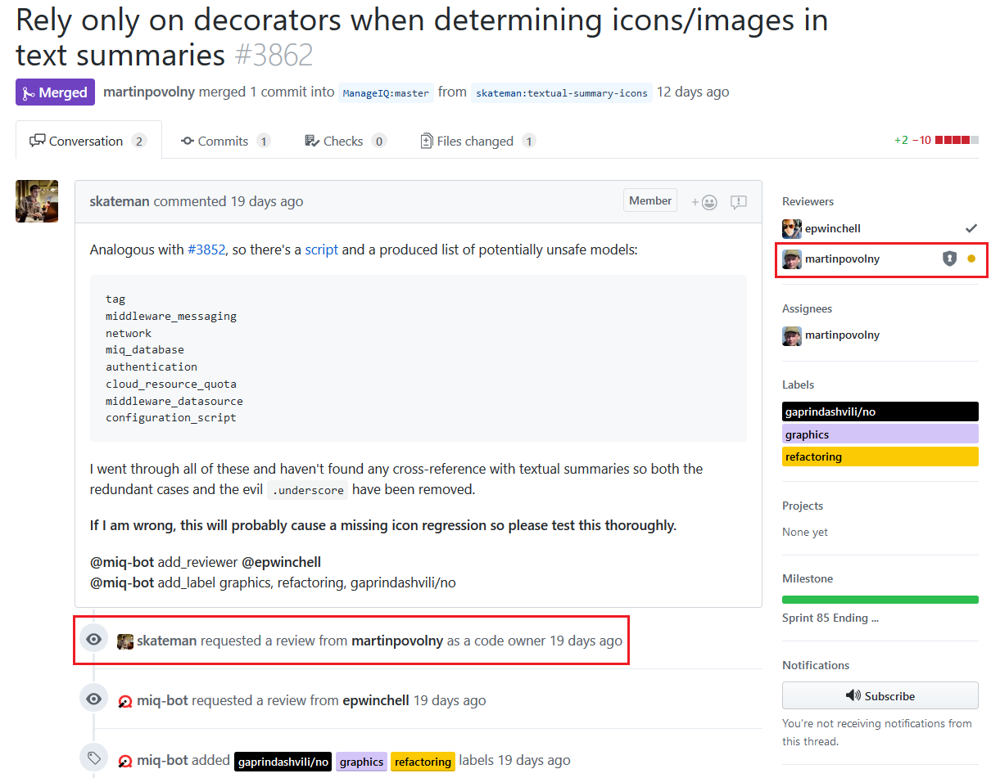 Rely only on decorators when determining icons/images in
text summaries #3862
Merged martinpovolny merged 1 commit into ManageIQ:master from skateman:textual-summary-icons 12 days ago
Conversation 2 Commits 1 Checks 0 Files changed 1 +2 −10
skateman commented 19 days ago Member +
Analogous with #3852, so there's a script and a produced list of potentially unsafe models:
tag
middleware_messaging
network
miq_database
authentication
cloud_resource_quota
middleware_datasource
configuration_script
I went through all of these and haven't found any cross-reference with textual summaries so both the
redundant cases and the evil .underscore have been removed.
If I am wrong, this will probably cause a missing icon regression so please test this thoroughly.
@miq-bot add_reviewer @epwinchell
@miq-bot add_label graphics, refactoring, gaprindashvili/no
skateman requested a review from martinpovolny as a code owner 19 days ago
miq-bot requested a review from epwinchell 19 days ago
miq-bot added gaprindashvili/no graphics refactoring labels 19 days ago
Reviewers
epwinchell
martinpovolny
Assignees
martinpovolny
Labels
gaprindashvili/no
graphics
refactoring
Projects
None yet
Milestone
Sprint 85 Ending ...
Notifications
Subscribe
You're not receiving notifications from
this thread.